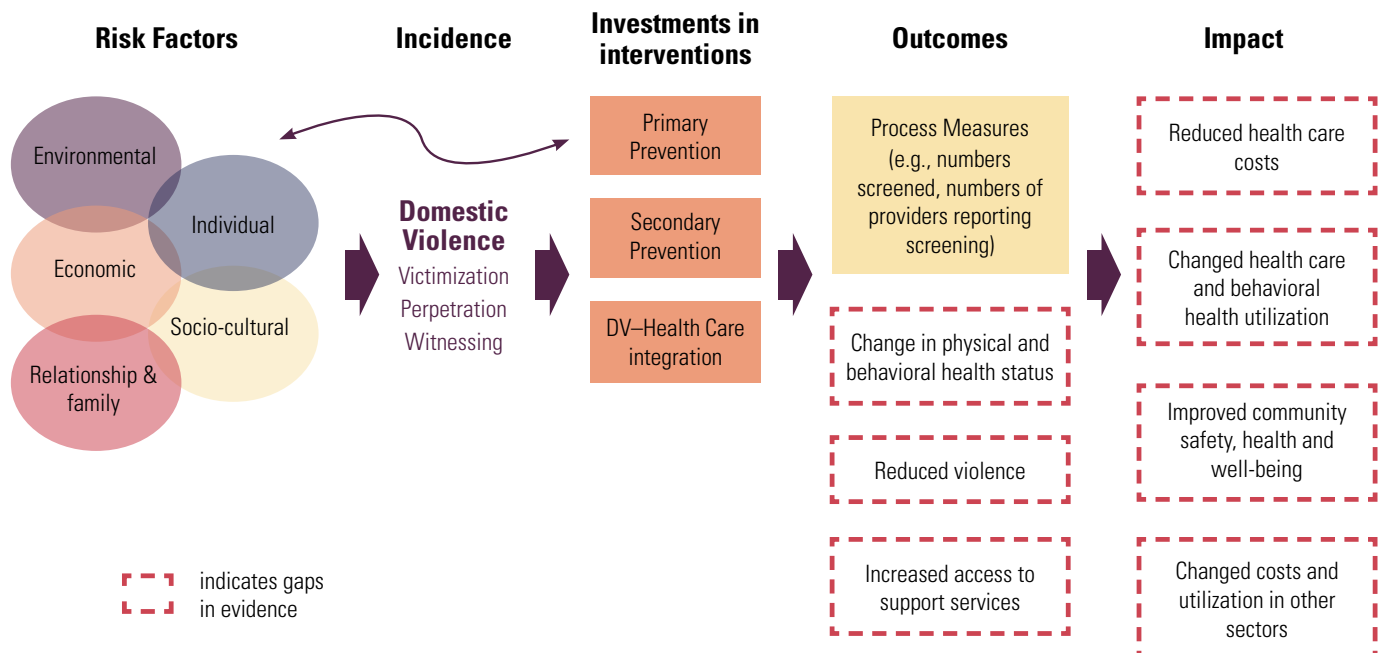 Risk Factors
Incidence
Investments in
interventions
Outcomes
Impact
Environmental
Individual
Economic
Socio-cultural
Relationship &
family
Domestic
Violence
Victimization
Perpetration
Witnessing
Primary
Prevention
Secondary
Prevention
DV–Health Care
integration
Process Measures
(e.g., numbers
screened, numbers of
providers reporting
screening)
Change in physical and
behavioral health status
Reduced violence
Increased access to
support services
Reduced health care
costs
Changed health care
and behavioral
health utilization
Improved community
safety, health and
well-being
Changed costs and
utilization in other
sectors
indicates gaps
in evidence